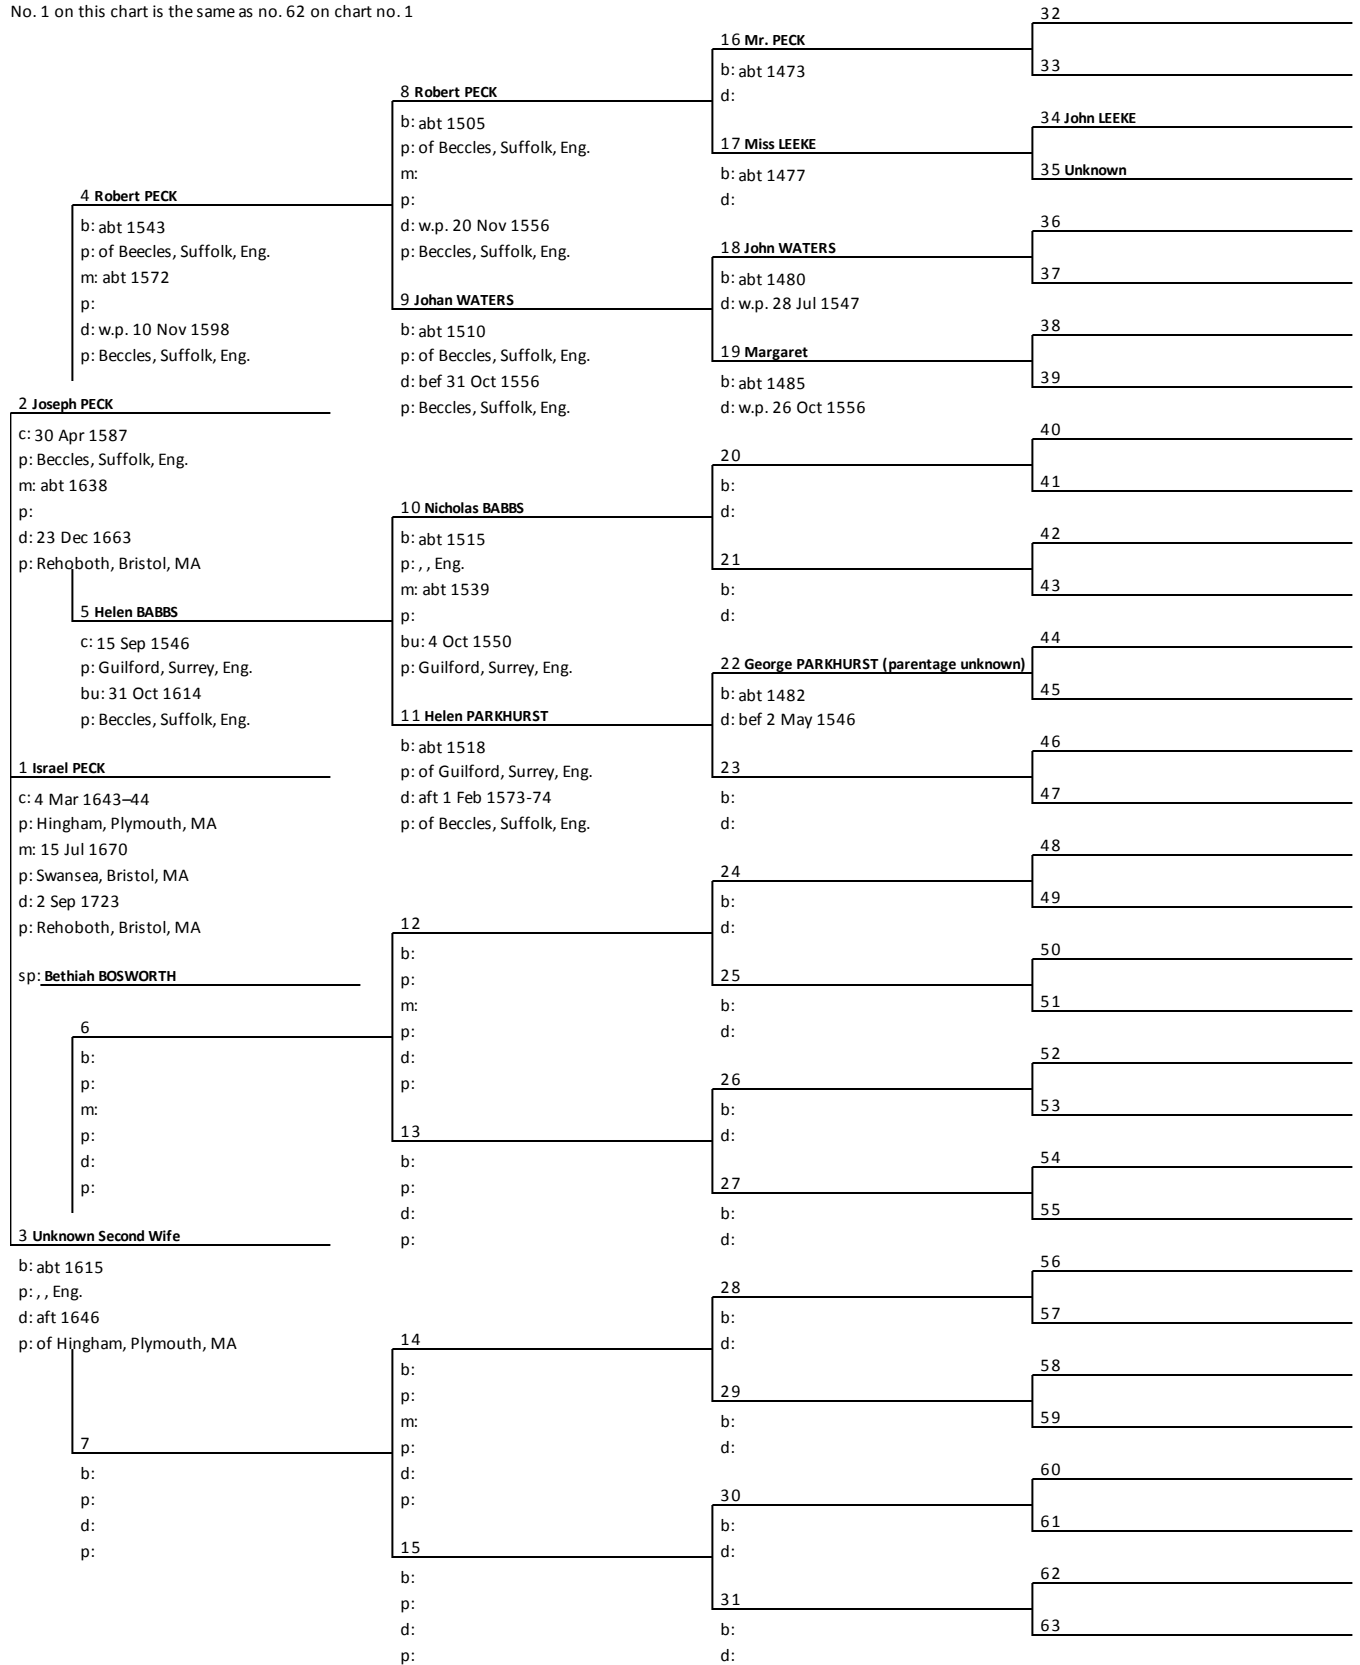 No. 1 on this chart is the same as no. 62 on chart no. 1
4 Robert PECK
b: abt 1543
p: of Beecles, Suffolk, Eng.
m: abt 1572
p:
d: w.p. 10 Nov 1598
p: Beccles, Suffolk, Eng.
2 Joseph PECK
c: 30 Apr 1587
p: Beccles, Suffolk, Eng.
m: abt 1638
p:
d: 23 Dec 1663
p: Rehoboth, Bristol, MA
5 Helen BABBS
c: 15 Sep 1546
p: Guilford, Surrey, Eng.
bu: 31 Oct 1614
p: Beccles, Suffolk, Eng.
1 Israel PECK
c: 4 Mar 1643–44
p: Hingham, Plymouth, MA
m: 15 Jul 1670
p: Swansea, Bristol, MA
d: 2 Sep 1723
p: Rehoboth, Bristol, MA
sp: Bethiah BOSWORTH
6
b:
p:
m:
p:
d:
p:
3 Unknown Second Wife
b: abt 1615
p: , , Eng.
d: aft 1646
p: of Hingham, Plymouth, MA
7
b:
p:
d:
p:
8 Robert PECK
b: abt 1505
p: of Beccles, Suffolk, Eng.
m:
p:
d: w.p. 20 Nov 1556
p: Beccles, Suffolk, Eng.
9 Johan WATERS
b: abt 1510
p: of Beccles, Suffolk, Eng.
d: bef 31 Oct 1556
p: Beccles, Suffolk, Eng.
10 Nicholas BABBS
b: abt 1515
p: , , Eng.
m: abt 1539
p:
bu: 4 Oct 1550
p: Guilford, Surrey, Eng.
11 Helen PARKHURST
b: abt 1518
p: of Guilford, Surrey, Eng.
d: aft 1 Feb 1573-74
p: of Beccles, Suffolk, Eng.
12
b:
p:
m:
p:
d:
p:
13
b:
p:
d:
p:
14
b:
p:
m:
p:
d:
p:
15
b:
p:
d:
p:
16 Mr. PECK
b: abt 1473
d:
17 Miss LEEKE
b: abt 1477
d:
18 John WATERS
b: abt 1480
d: w.p. 28 Jul 1547
19 Margaret
b: abt 1485
d: w.p. 26 Oct 1556
20
b:
d:
21
b:
d:
22 George PARKHURST (parentage unknown)
b: abt 1482
d: bef 2 May 1546
23
b:
d:
24
b:
d:
25
b:
d:
26
b:
d:
27
b:
d:
28
b:
d:
29
b:
d:
30
b:
d:
31
b:
d:
32
33
34 John LEEKE
35 Unknown
36
37
38
39
40
41
42
43
44
45
46
47
48
49
50
51
52
53
54
55
56
57
58
59
60
61
62
63